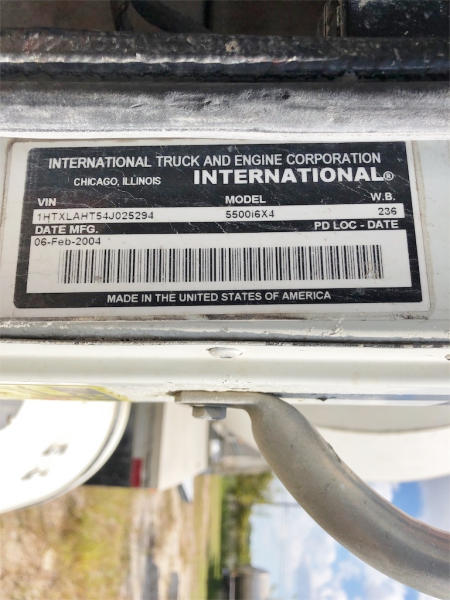 INTERNATIONAL TRUCK AND ENGINE CORPORATION
CHICAGO, ILLINOIS INTERNATIONAL®
VIN MODEL W.B.
1HTXLAHT54J025294 5500i6X4 236
DATE MFG. PD LOC - DATE
06-Feb-2004
MADE IN THE UNITED STATES OF AMERICA